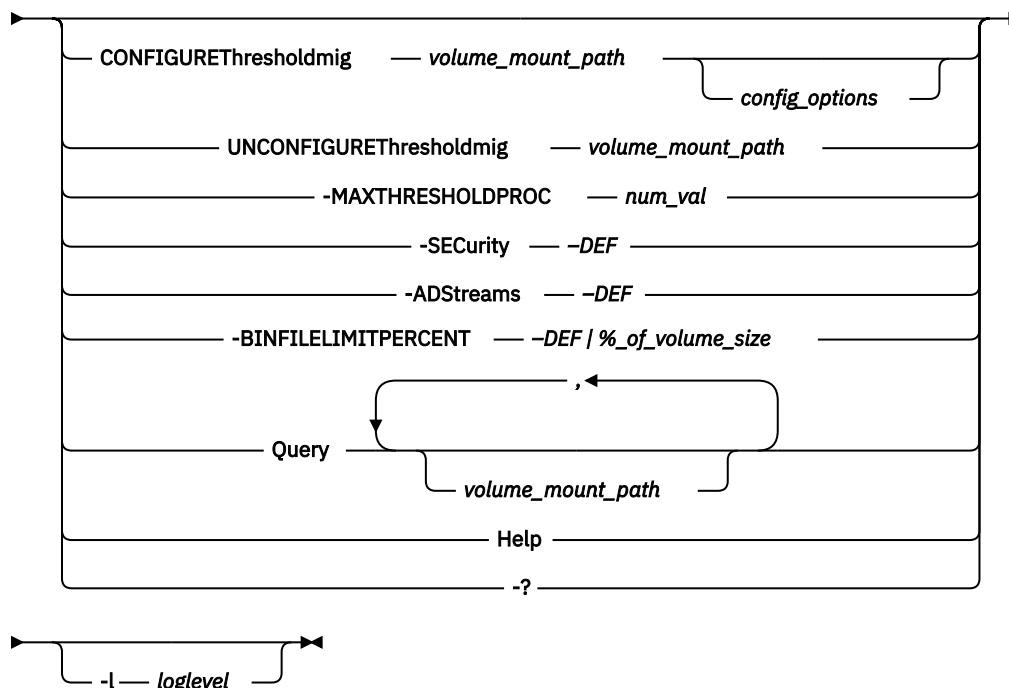 CONFIGUREThresholdmig volume_mount_path
config_options
UNCONFIGUREThresholdmig volume_mount_path
-MAXTHRESHOLDPROC num_val
-SECurity –DEF
-ADStreams –DEF
-BINFILELIMITPERCENT –DEF | %_of_volume_size
,
Query
volume_mount_path
Help
-?
-l loglevel